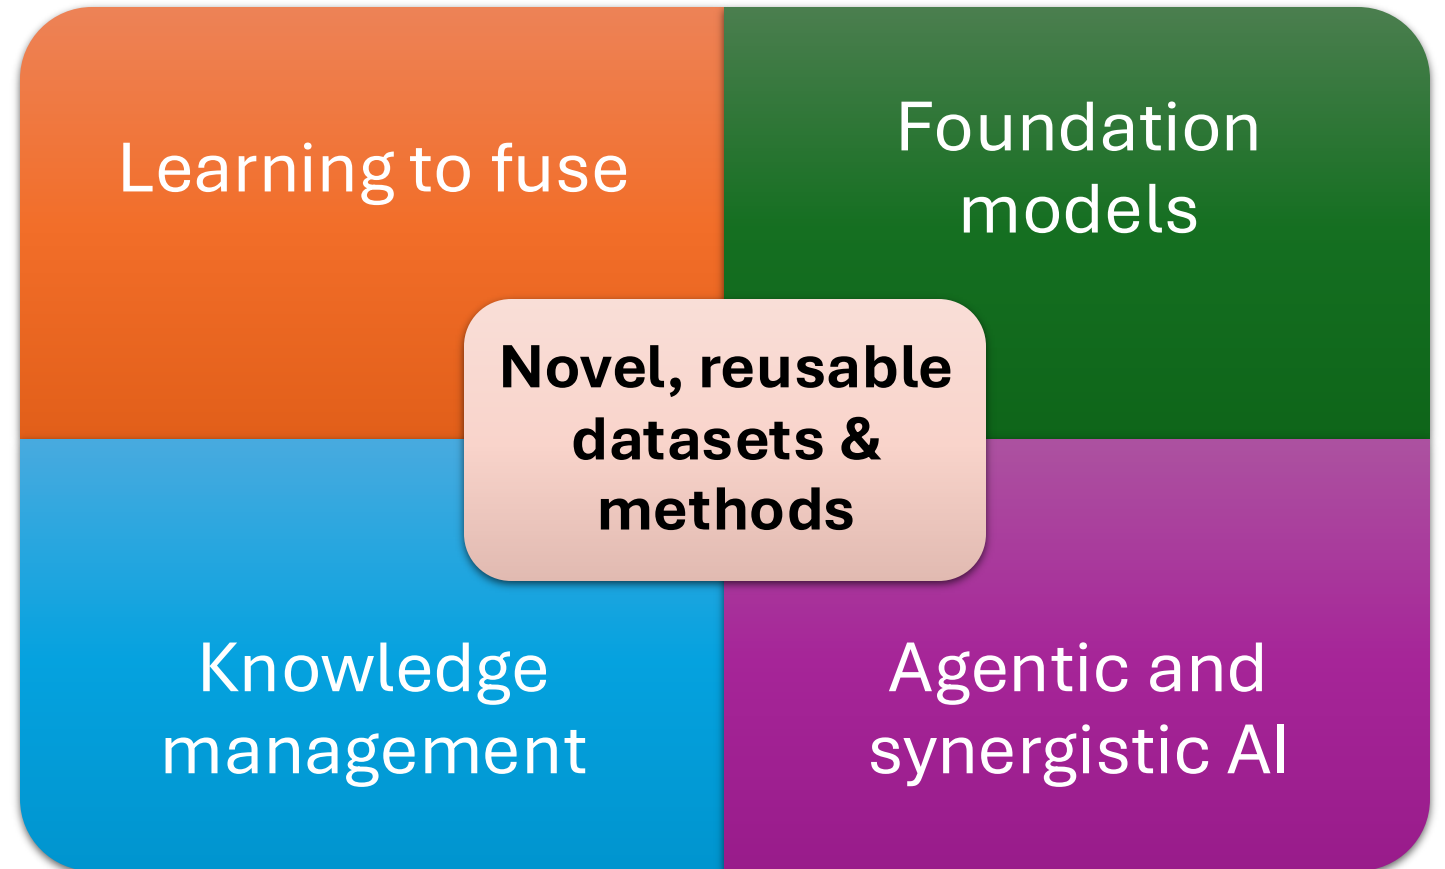 Learning to fuse
Foundation
models
Novel, reusable
datasets &
methods
Knowledge
management
Agentic and
synergistic AI